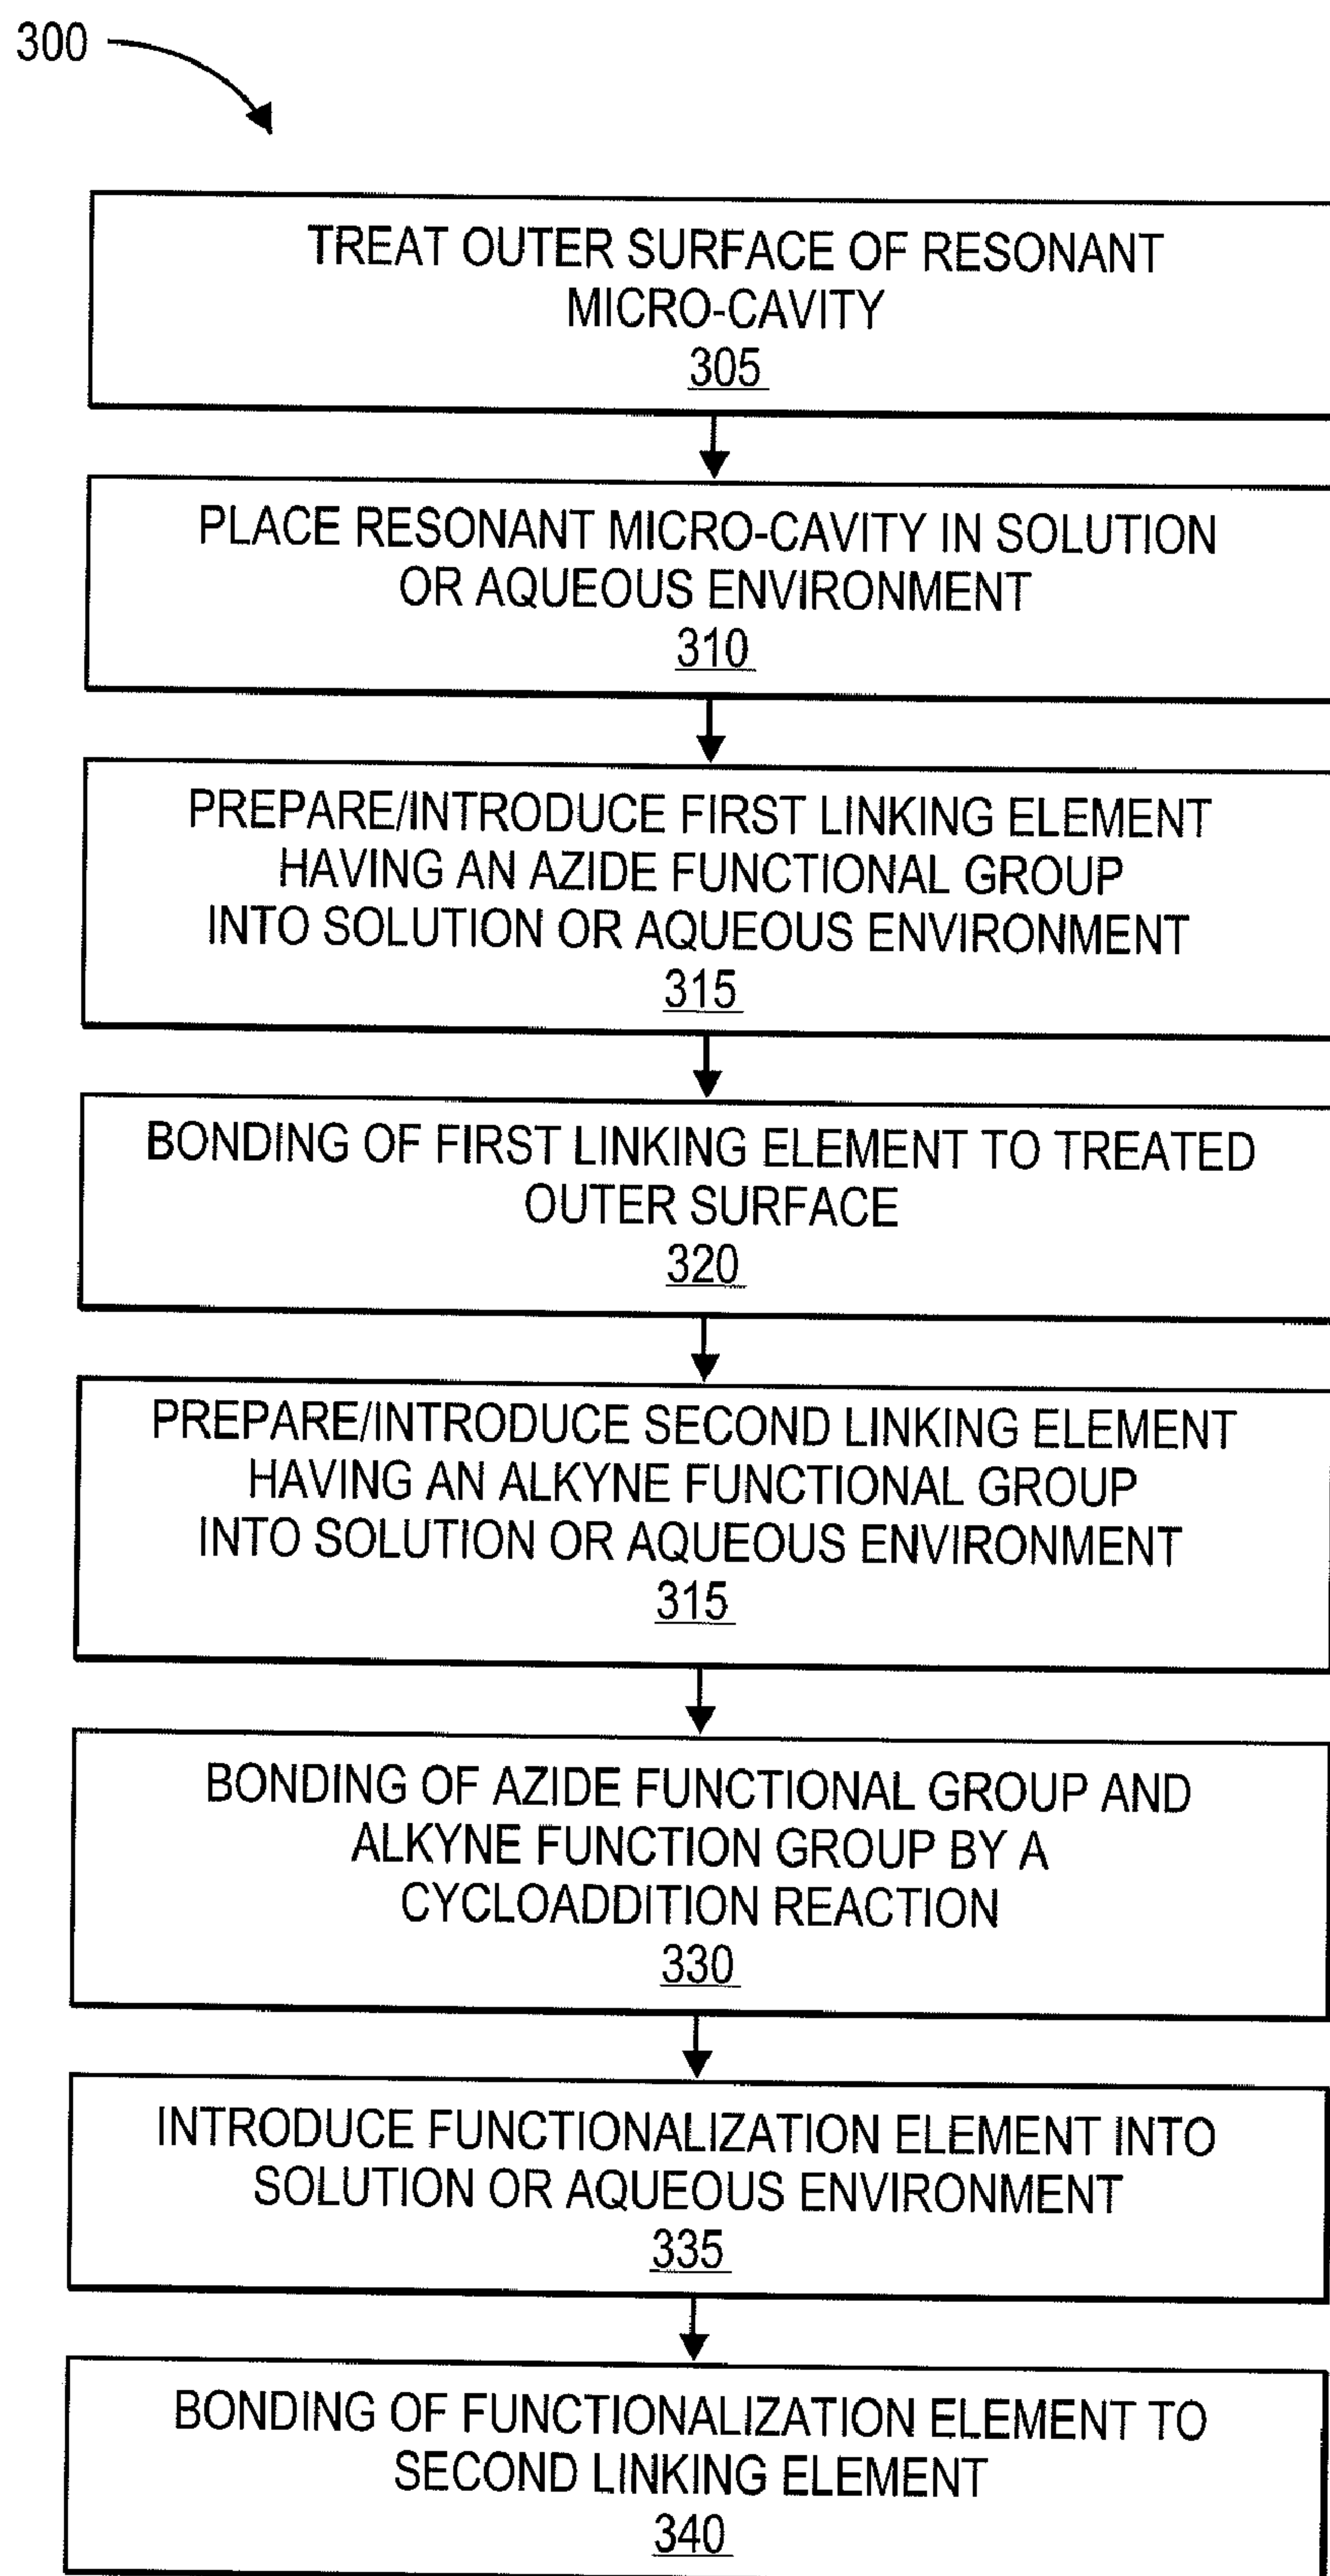 300
TREAT OUTER SURFACE OF RESONANT
MICRO-CAVITY
305
PLACE RESONANT MICRO-CAVITY IN SOLUTION
OR AQUEOUS ENVIRONMENT
310
PREPARE/INTRODUCE FIRST LINKING ELEMENT
HAVING AN AZIDE FUNCTIONAL GROUP
INTO SOLUTION OR AQUEOUS ENVIRONMENT
315
BONDING OF FIRST LINKING ELEMENT TO TREATED
OUTER SURFACE
320
PREPARE/INTRODUCE SECOND LINKING ELEMENT
HAVING AN ALKYNE FUNCTIONAL GROUP
INTO SOLUTION OR AQUEOUS ENVIRONMENT
315
BONDING OF AZIDE FUNCTIONAL GROUP AND
ALKYNE FUNCTION GROUP BY A
CYCLOADDITION REACTION
330
INTRODUCE FUNCTIONALIZATION ELEMENT INTO
SOLUTION OR AQUEOUS ENVIRONMENT
335
BONDING OF FUNCTIONALIZATION ELEMENT TO
SECOND LINKING ELEMENT
340